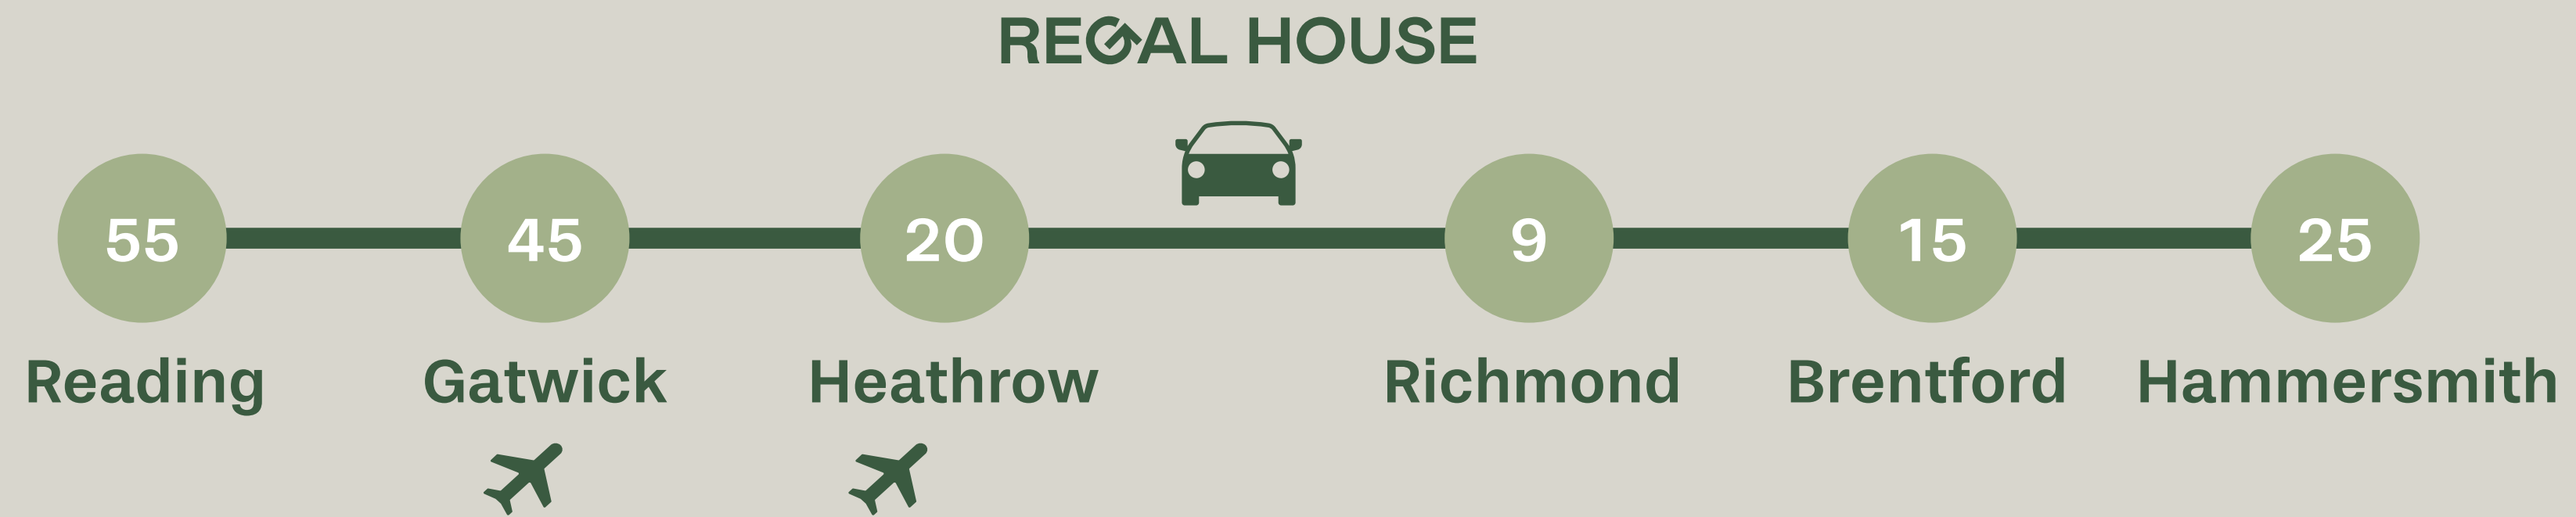 REGAL HOUSE
55 45 20 9 15 25
Reading Gatwick Heathrow Richmond Brentford Hammersmith